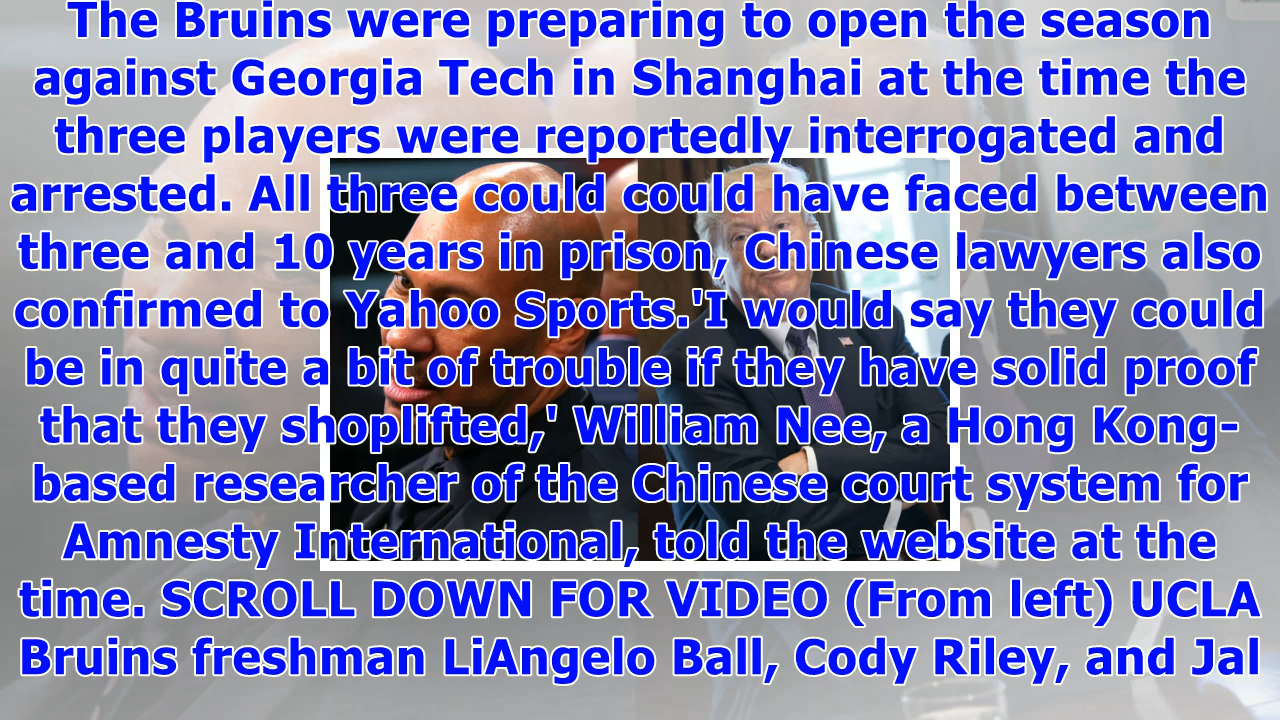 The Bruins were preparing to open the season
against Georgia Tech in Shanghai at the time the
three players were reportedly interrogated and
arrested. All three could could have faced between
three and 10 years in prison, Chinese lawyers also
confirmed to Yahoo Sports.'I would say they could
be in quite a bit of trouble if they have solid proof
that they shoplifted,' William Nee, a Hong Kong-
based researcher of the Chinese court system for
Amnesty International, told the website at the
time. SCROLL DOWN FOR VIDEO (From left) UCLA
Bruins freshman LiAngelo Ball, Cody Riley, and Jal